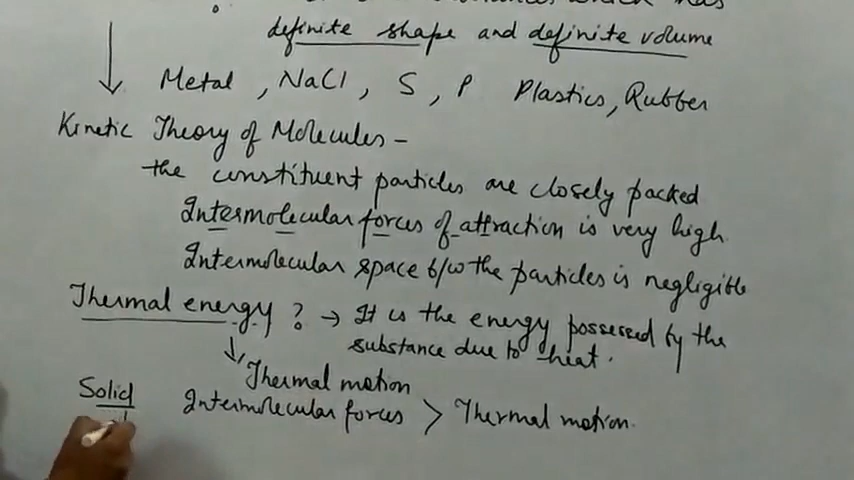 which has
definite shape and definite volume
Metal , NaCl , S , P Plastics, Rubber
Kinetic Theory of Molecules -
the constituent particles are closely packed
Intermolecular forces of attraction is very high
Intermolecular space b/w the particles is negligible
Thermal energy ? → It is the energy possessed by the
substance due to heat .
Thermal motion
Solid Intermolecular forces > Thermal motion.